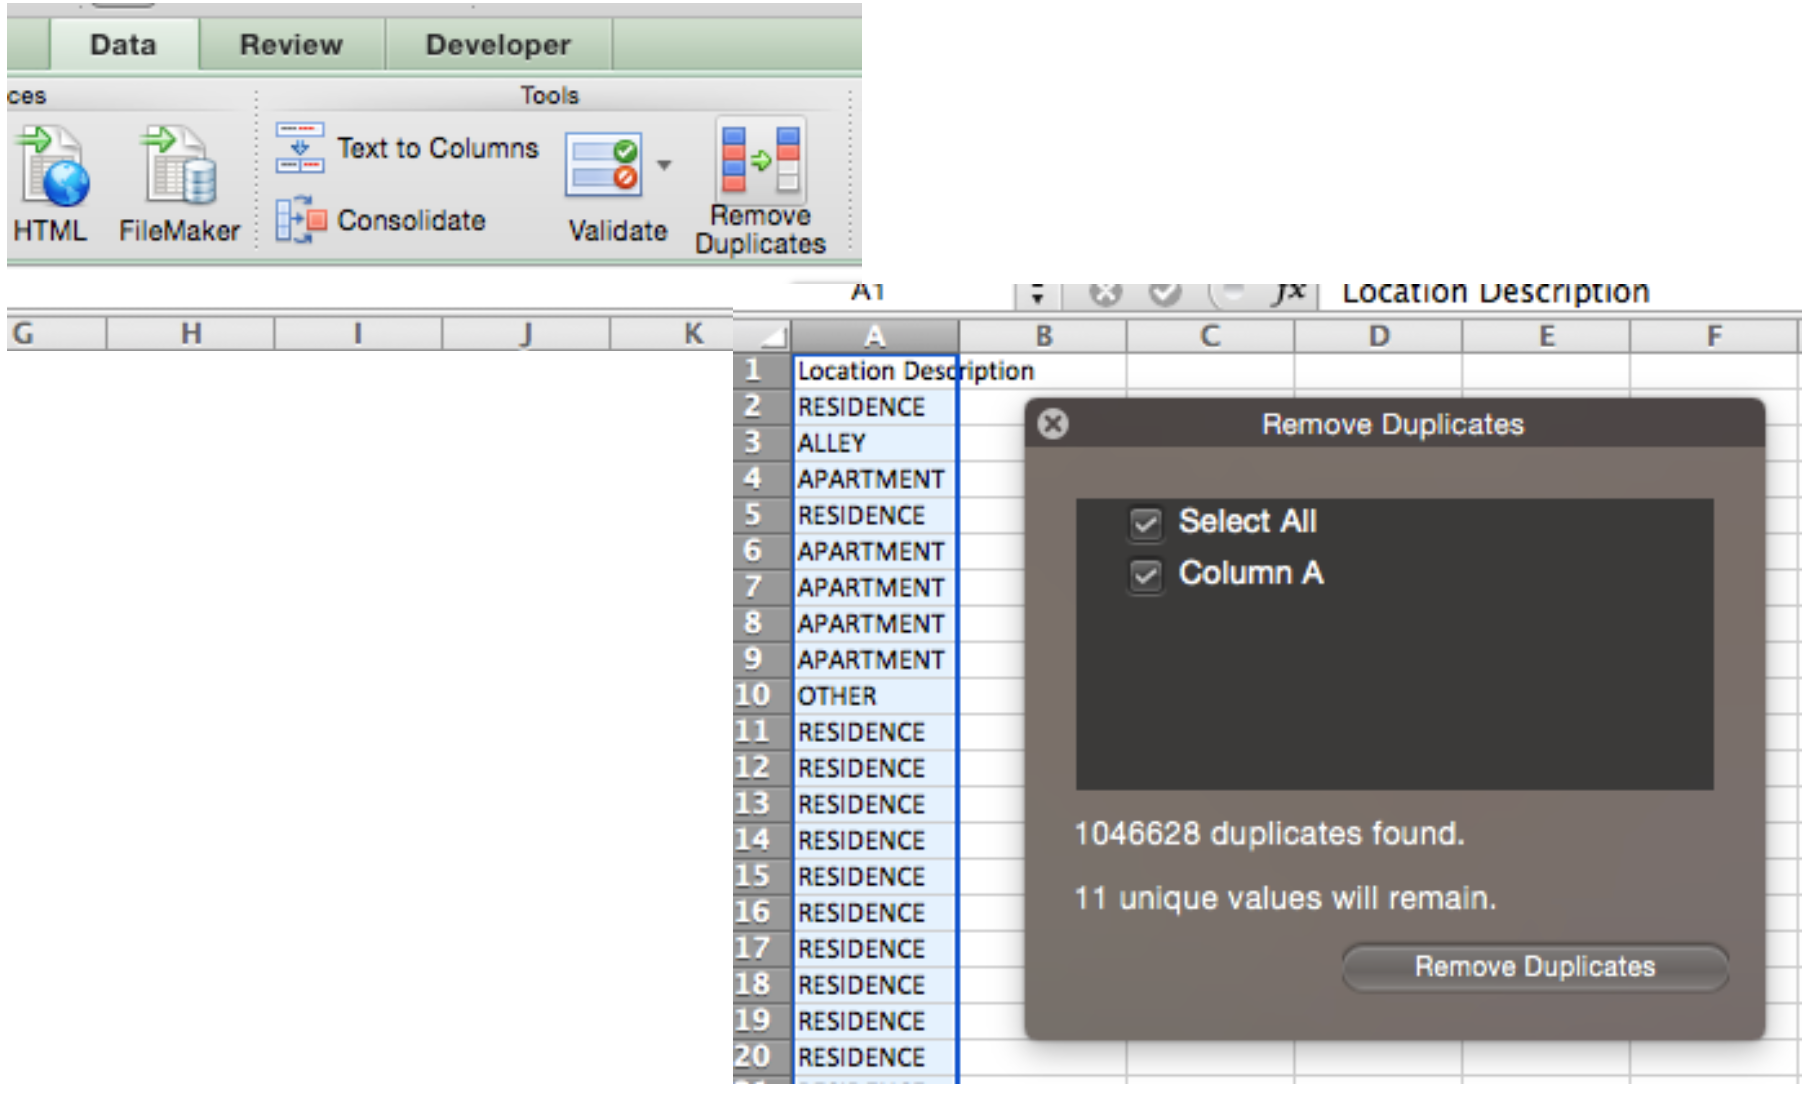 Data Review Developer
ces Tools
Text to Columns
HTML FileMaker Consolidate Validate Remove Duplicates
A1 fx Location Description
G H I J K A B C D E F
1 Location Description
2 RESIDENCE
3 ALLEY
4 APARTMENT
5 RESIDENCE
6 APARTMENT
7 APARTMENT
8 APARTMENT
9 APARTMENT
10 OTHER
11 RESIDENCE
12 RESIDENCE
13 RESIDENCE
14 RESIDENCE
15 RESIDENCE
16 RESIDENCE
17 RESIDENCE
18 RESIDENCE
19 RESIDENCE
20 RESIDENCE
Remove Duplicates
Select All
Column A
1046628 duplicates found.
11 unique values will remain.
Remove Duplicates